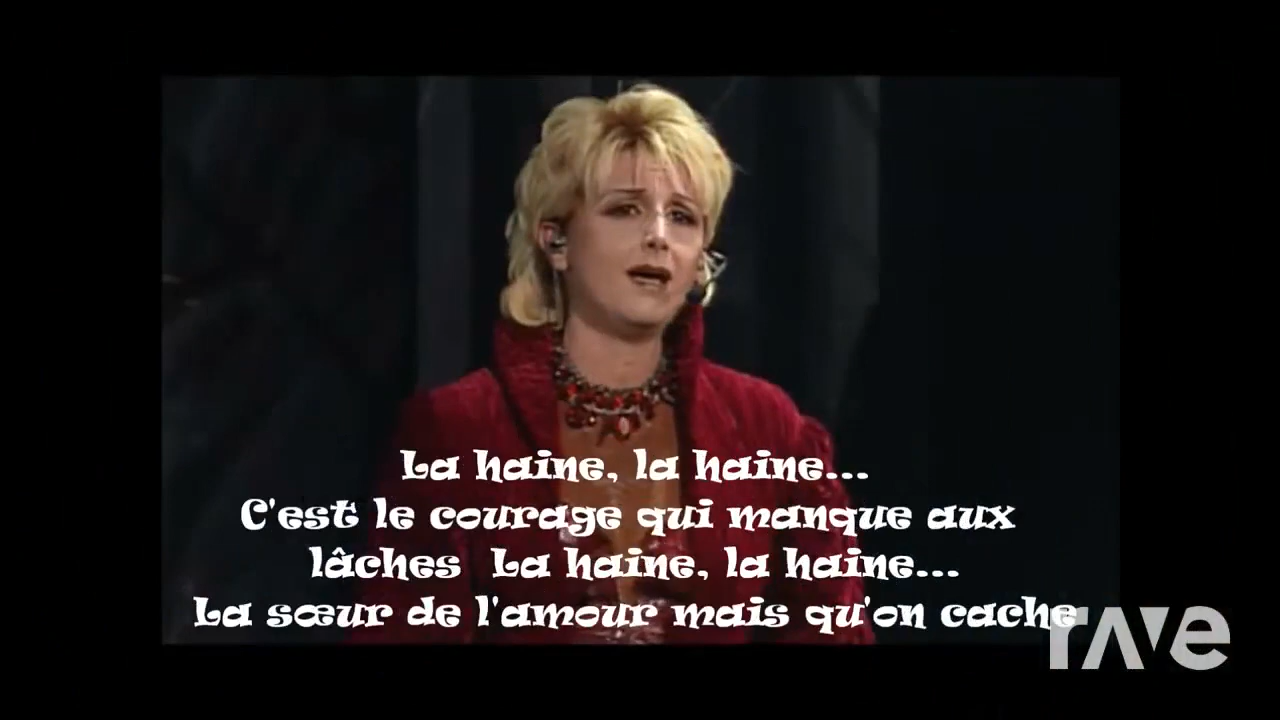 La haine, la haine...
C'est le courage qui manque aux
lâches  La haine, la haine...
La sœur de l'amour mais qu'on cache
rave